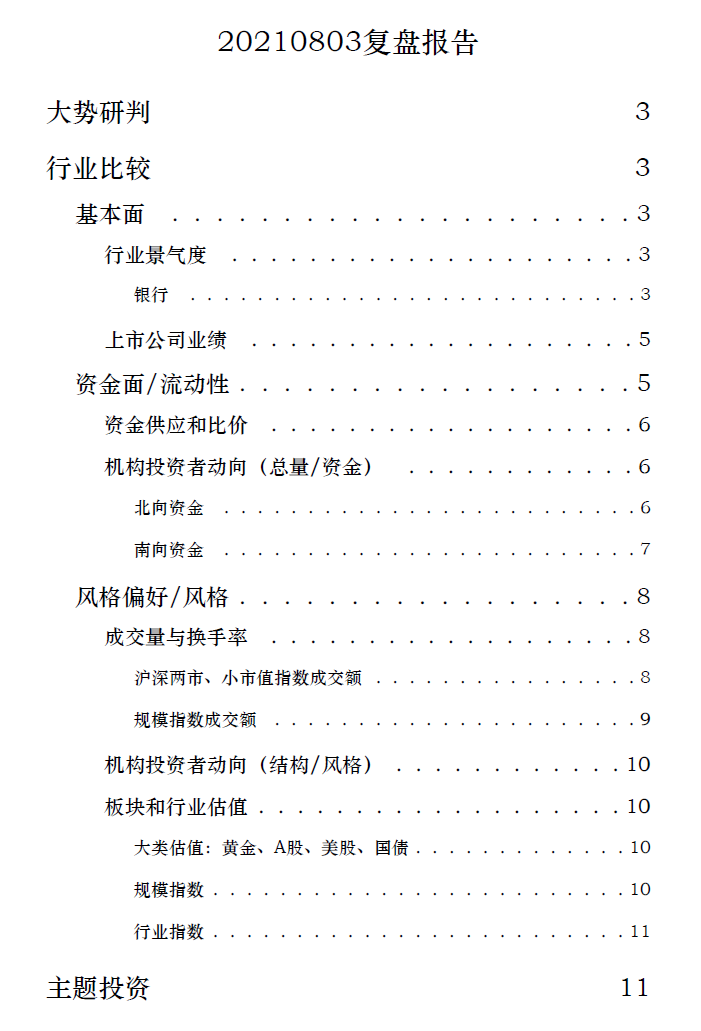 20210803复盘报告
大势研判 3
行业比较 3
基本面 . . . . . . . . . . . . . . . . . . . . . 3
行业景气度 . . . . . . . . . . . . . . . . . . . . . 3
银行 . . . . . . . . . . . . . . . . . . . . . . . . . . . 3
上市公司业绩 . . . . . . . . . . . . . . . . . . . . 5
资金面/流动性 . . . . . . . . . . . . . . . . . . 5
资金供应和比价 . . . . . . . . . . . . . . . . . . . 6
机构投资者动向（总量/资金） . . . . . . . . . . . . 6
北向资金 . . . . . . . . . . . . . . . . . . . . . . . . . 6
南向资金 . . . . . . . . . . . . . . . . . . . . . . . . . 7
风格偏好/风格 . . . . . . . . . . . . . . . . . . 8
成交量与换手率 . . . . . . . . . . . . . . . . . . . 8
沪深两市、小市值指数成交额 . . . . . . . . . . . . . . . . 8
规模指数成交额 . . . . . . . . . . . . . . . . . . . . . . 9
机构投资者动向（结构/风格） . . . . . . . . . . . . 10
板块和行业估值 . . . . . . . . . . . . . . . . . . . 10
大类估值：黄金、A股、美股、国债 . . . . . . . . . . . . . 10
规模指数 . . . . . . . . . . . . . . . . . . . . . . . . . 10
行业指数 . . . . . . . . . . . . . . . . . . . . . . . . . 11
主题投资 11